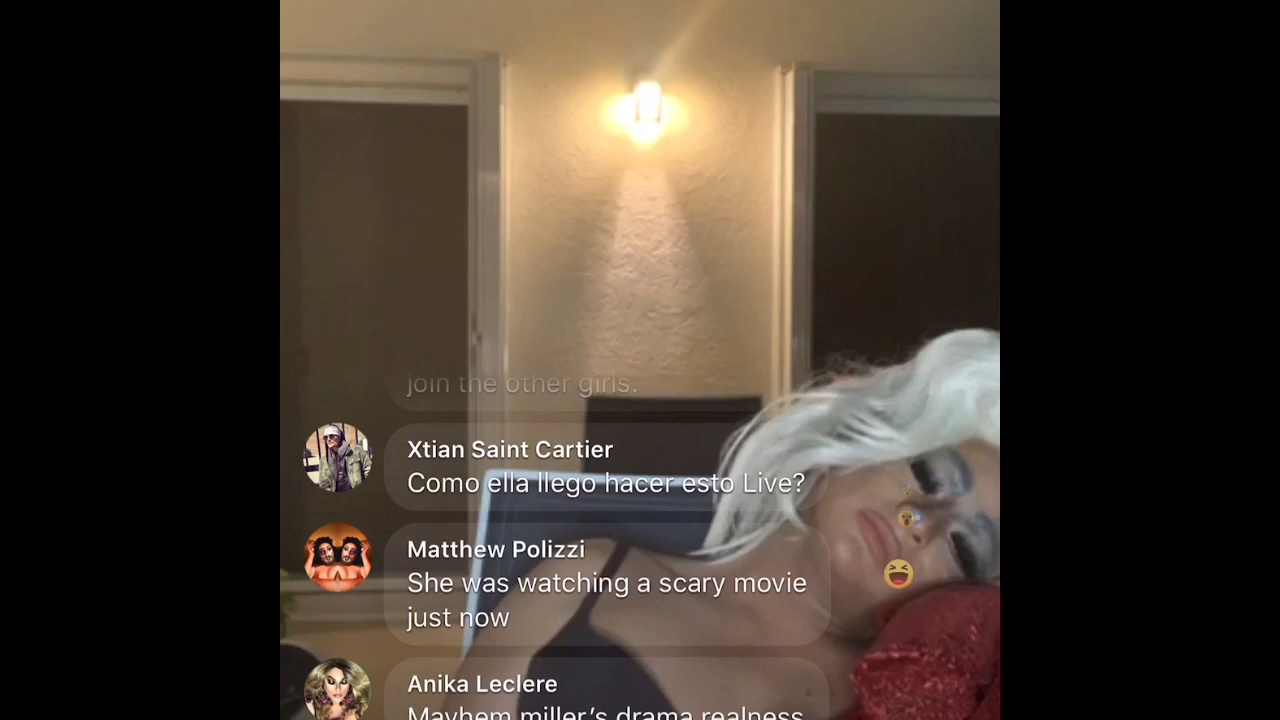 join the other girls.
Xtian Saint Cartier
Como ella llego hacer esto Live?
Matthew Polizzi
She was watching a scary movie
just now
Anika Leclere
Mayhem miller's drama realness